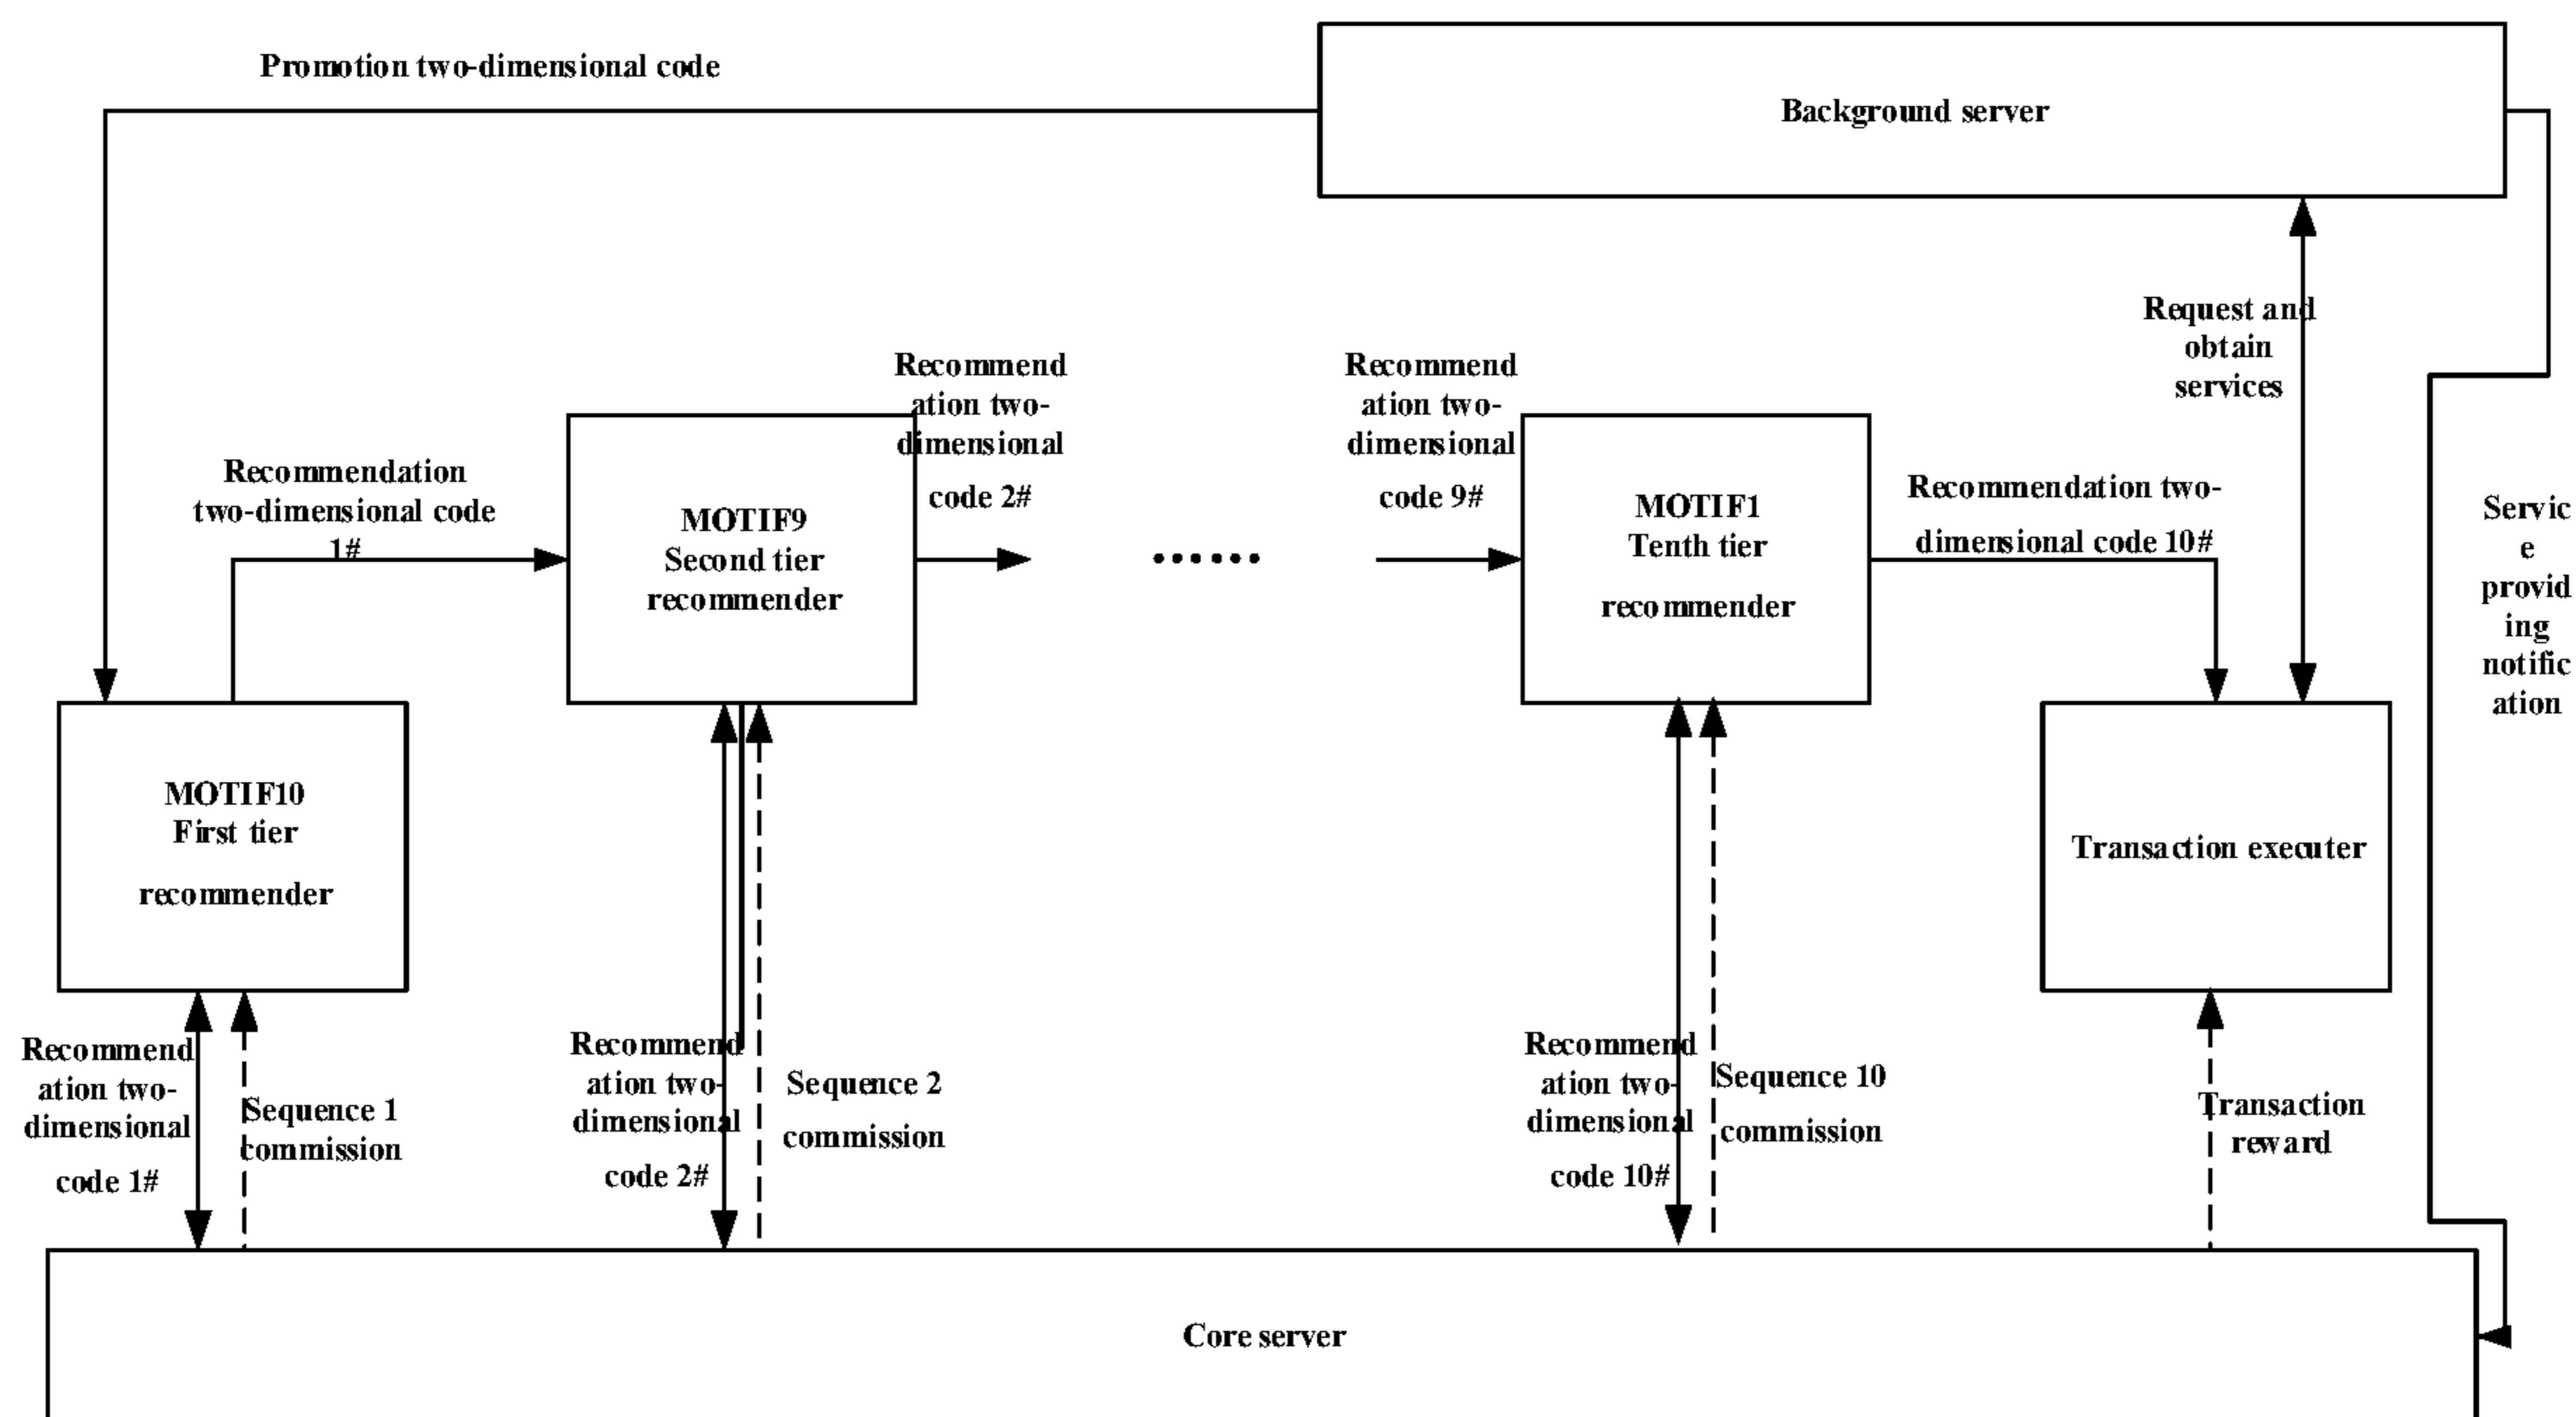 Promotion two-dimensional code
Background server
Request and
obtain
services
Recommend
ation two-
dimensional
code 2#
Recommend
ation two-
dimensional
code 9#
Recommendation
two-dimensional code
1#
MOTIF9
Second tier
recommender
MOTIF1
Tenth tier
recommender
Recommendation two-
dimensional code 10#
Servic
e
provid
ing
notific
ation
MOTIF10
First tier
recommender
Transaction executer
Recommend
ation two-
dimensional
code 1#
Sequence 1
commission
Recommend
ation two-
dimensional
code 2#
Sequence 2
commission
Recommend
ation two-
dimensional
code 10#
Sequence 10
commission
Transaction
reward
Core server